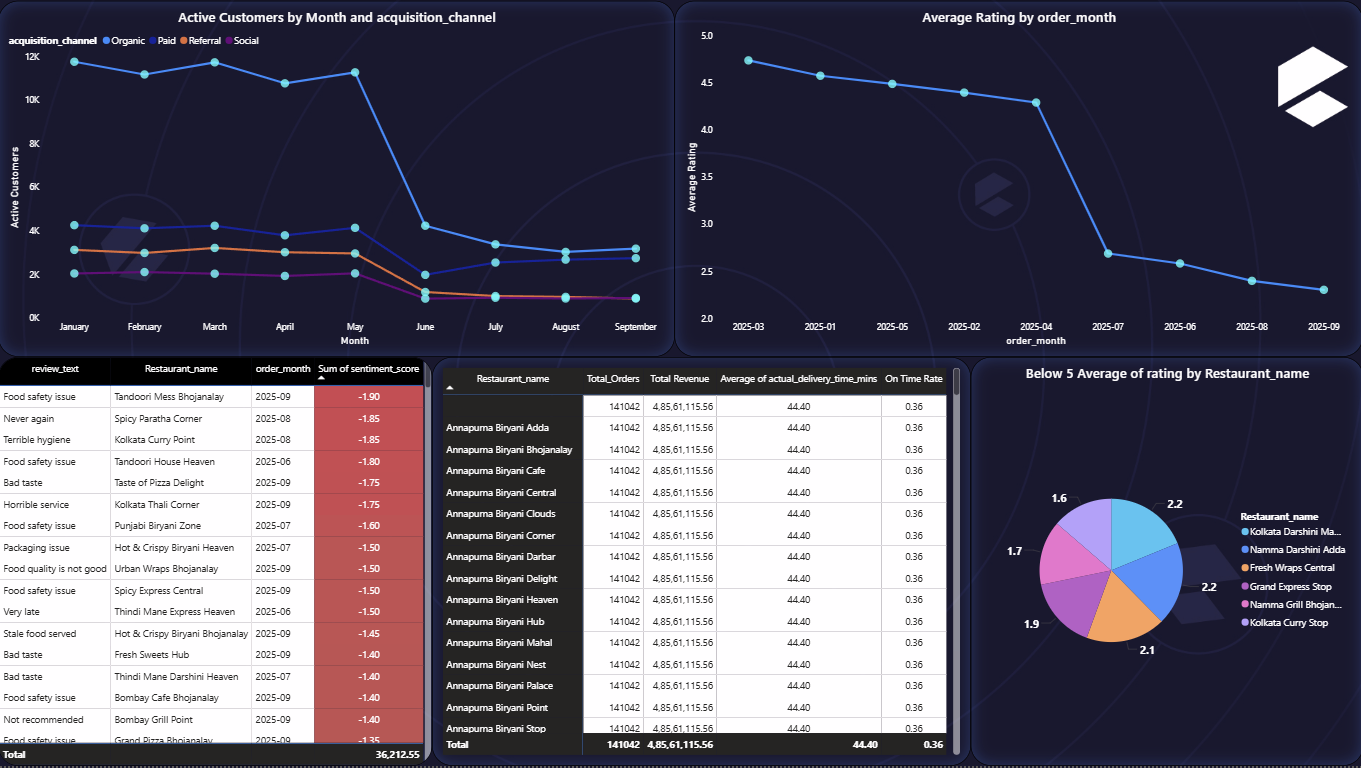 Active Customers by Month and acquisition_channel
acquisition_channel Organic Paid Referral Social
12K
10K
8K
6K
4K
2K
0K
Active Customers
January February March April May June July August September
Month
Average Rating by order_month
5.0
4.5
4.0
3.5
3.0
2.5
2.0
Average Rating
2025-03 2025-01 2025-05 2025-02 2025-04 2025-07 2025-06 2025-08 2025-09
order_month
review_text Restaurant_name order_month Sum of sentiment_score
Food safety issue Tandoori Mess Bhojanalay 2025-09 -1.90
Never again Spicy Paratha Corner 2025-08 -1.85
Terrible hygiene Kolkata Curry Point 2025-08 -1.85
Food safety issue Tandoori House Heaven 2025-06 -1.80
Bad taste Taste of Pizza Delight 2025-09 -1.75
Horrible service Kolkata Thali Corner 2025-09 -1.75
Food safety issue Punjabi Biryani Zone 2025-07 -1.60
Packaging issue Hot & Crispy Biryani Heaven 2025-07 -1.50
Food quality is not good Urban Wraps Bhojanalay 2025-09 -1.50
Food safety issue Spicy Express Central 2025-09 -1.50
Very late Thindi Mane Express Heaven 2025-06 -1.50
Stale food served Hot & Crispy Biryani Bhojanalay 2025-09 -1.45
Bad taste Fresh Sweets Hub 2025-09 -1.40
Bad taste Thindi Mane Darshini Heaven 2025-07 -1.40
Food safety issue Bombay Cafe Bhojanalay 2025-09 -1.40
Not recommended Bombay Grill Point 2025-09 -1.40
Food safety issue Grand Pizza Bhojanalay 2025-09 -1.35
Total 36,212.55
Restaurant_name Total_Orders Total Revenue Average of actual_delivery_time_mins On Time Rate
141042 4,85,61,115.56 44.40 0.36
Annapurna Biryani Adda 141042 4,85,61,115.56 44.40 0.36
Annapurna Biryani Bhojanalay 141042 4,85,61,115.56 44.40 0.36
Annapurna Biryani Cafe 141042 4,85,61,115.56 44.40 0.36
Annapurna Biryani Central 141042 4,85,61,115.56 44.40 0.36
Annapurna Biryani Clouds 141042 4,85,61,115.56 44.40 0.36
Annapurna Biryani Corner 141042 4,85,61,115.56 44.40 0.36
Annapurna Biryani Darbar 141042 4,85,61,115.56 44.40 0.36
Annapurna Biryani Delight 141042 4,85,61,115.56 44.40 0.36
Annapurna Biryani Heaven 141042 4,85,61,115.56 44.40 0.36
Annapurna Biryani Hub 141042 4,85,61,115.56 44.40 0.36
Annapurna Biryani Mahal 141042 4,85,61,115.56 44.40 0.36
Annapurna Biryani Nest 141042 4,85,61,115.56 44.40 0.36
Annapurna Biryani Palace 141042 4,85,61,115.56 44.40 0.36
Annapurna Biryani Point 141042 4,85,61,115.56 44.40 0.36
Annapurna Biryani Stop 141042 4,85,61,115.56 44.40 0.36
Total 141042 4,85,61,115.56 44.40 0.36
Below 5 Average of rating by Restaurant_name
1.6
2.2
1.7
2.2
1.9
2.1
Restaurant_name
Kolkata Darshini Ma...
Namma Darshini Adda
Fresh Wraps Central
Grand Express Stop
Namma Grill Bhojan...
Kolkata Curry Stop